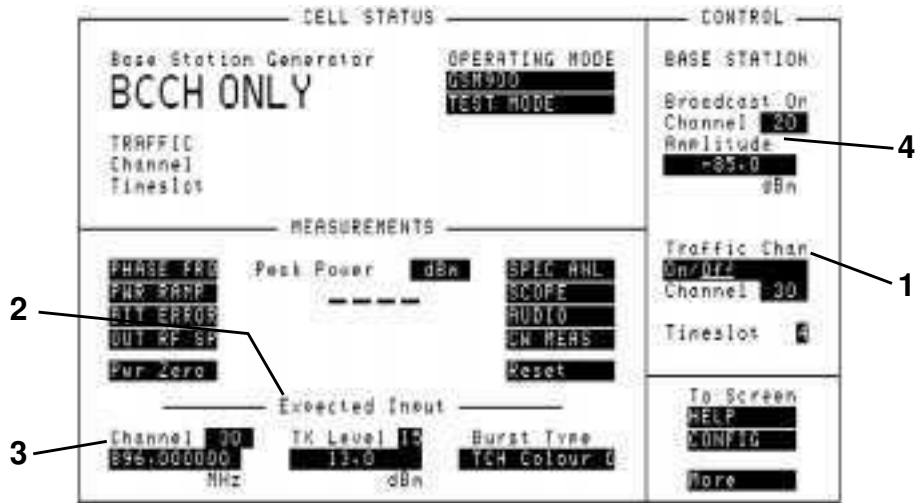 CELL STATUS
Base Station Generator
BCCH ONLY
OPERATING MODE
GSM900
TEST MODE
TRAFFIC
Channel
Timeslot
MEASUREMENTS
PHASE FRQ
PWR RAMP
BIT ERROR
OUT RF SP
Pwr Zero
Peak Power dBm
----
SPEC ANL
SCOPE
AUDIO
CW MEAS
Reset
Expected Input
Channel 30
896.000000
MHz
TX Level 15
13.0
dBm
Burst Type
TCH Colour 0
CONTROL
BASE STATION
Broadcast On
Channel 20
Amplitude
-85.0
dBm
Traffic Chan
On/Off
Channel 30
Timeslot 4
To Screen
HELP
CONFIG
More
1
2
3
4